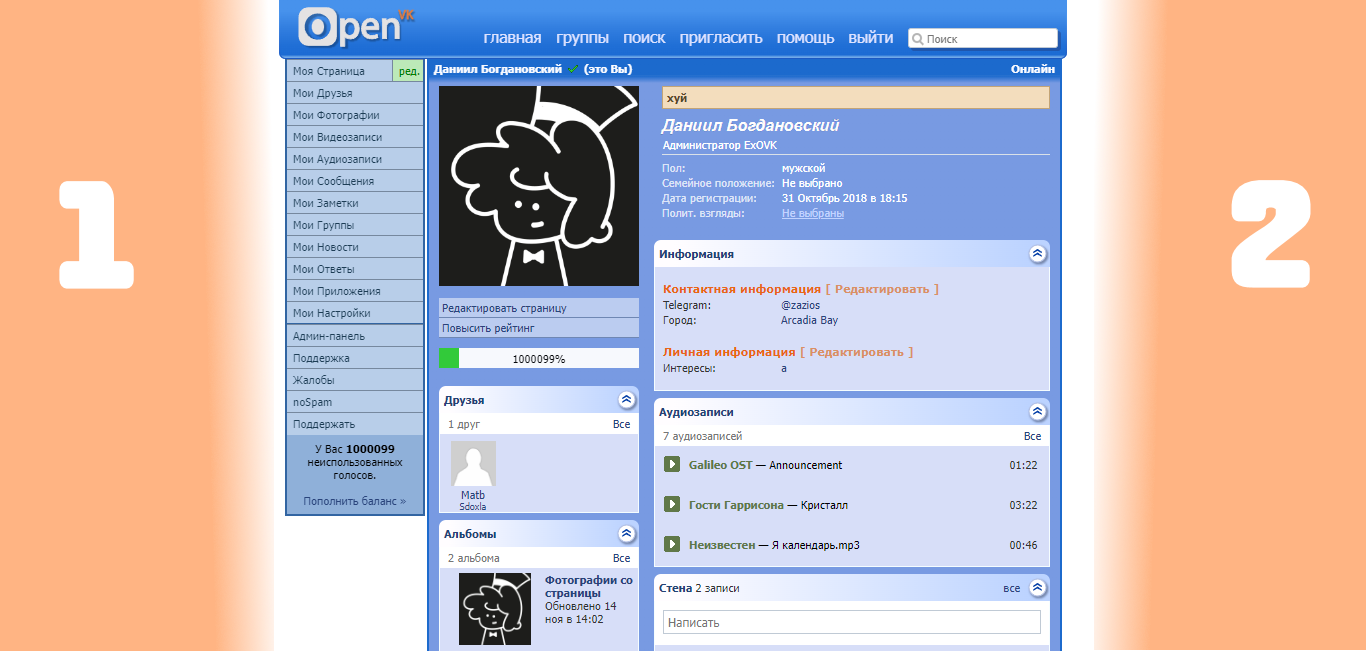 1
OpenVK
главная группы поиск пригласить помощь выйти Поиск
Моя Страница ред.
Мои Друзья
Мои Фотографии
Мои Видеозаписи
Мои Аудиозаписи
Мои Сообщения
Мои Заметки
Мои Группы
Мои Новости
Мои Ответы
Мои Приложения
Мои Настройки
Админ-панель
Поддержка
Жалобы
noSpam
Поддержать
У Вас 1000099
неиспользованных
голосов.
Пополнить баланс »
Даниил Богдановский (это Вы) Онлайн
Редактировать страницу
Повысить рейтинг
1000099%
Друзья
1 друг Все
Matb
Sdoxla
Альбомы
2 альбома Все
Фотографии со
страницы
Обновлено 14
ноя в 14:02
хуй
Даниил Богдановский
Администратор ExOVK
Пол: мужской
Семейное положение: Не выбрано
Дата регистрации: 31 Октябрь 2018 в 18:15
Полит. взгляды: Не выбраны
Информация
Контактная информация [ Редактировать ]
Telegram: @zazios
Город: Arcadia Bay
Личная информация [ Редактировать ]
Интересы: a
Аудиозаписи
7 аудиозаписей Все
Galileo OST — Announcement 01:22
Гости Гаррисона — Кристалл 03:22
Неизвестен — Я календарь.mp3 00:46
Стена 2 записи все
Написать
2